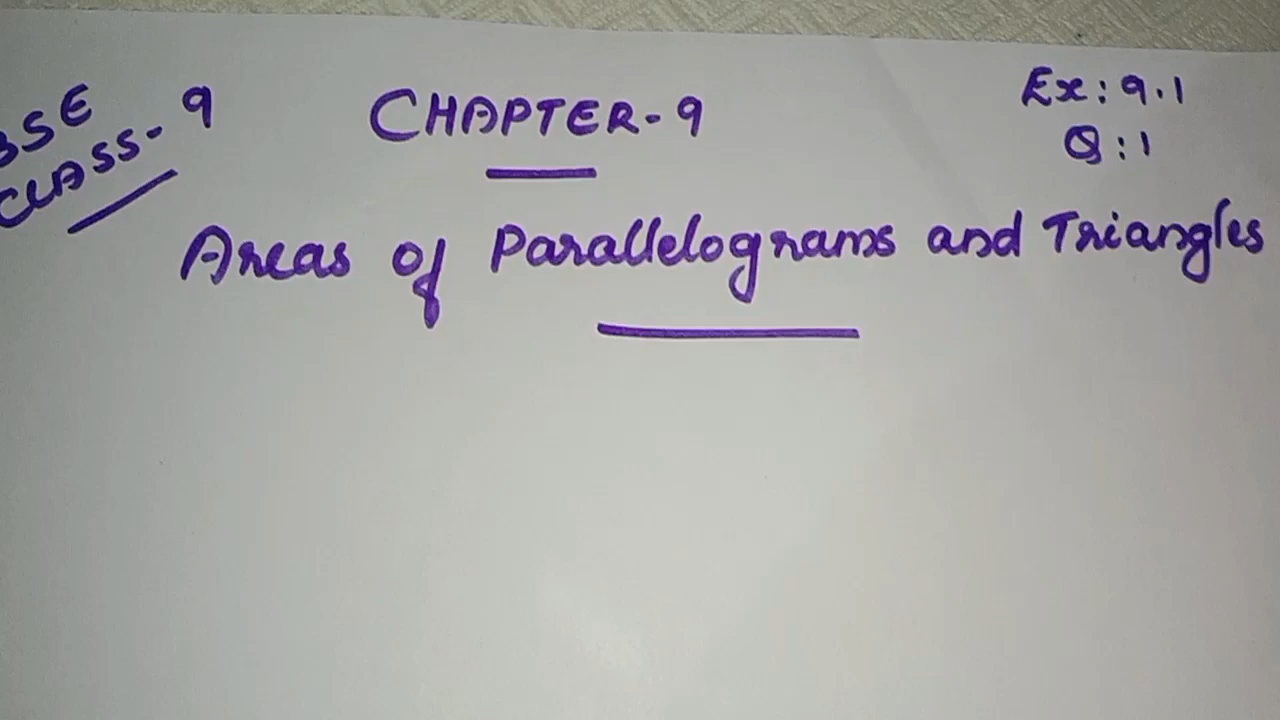 BSE
CLASS-9
CHAPTER-9
Ex: 9.1
Q:1
Areas of Parallelograms and Triangles